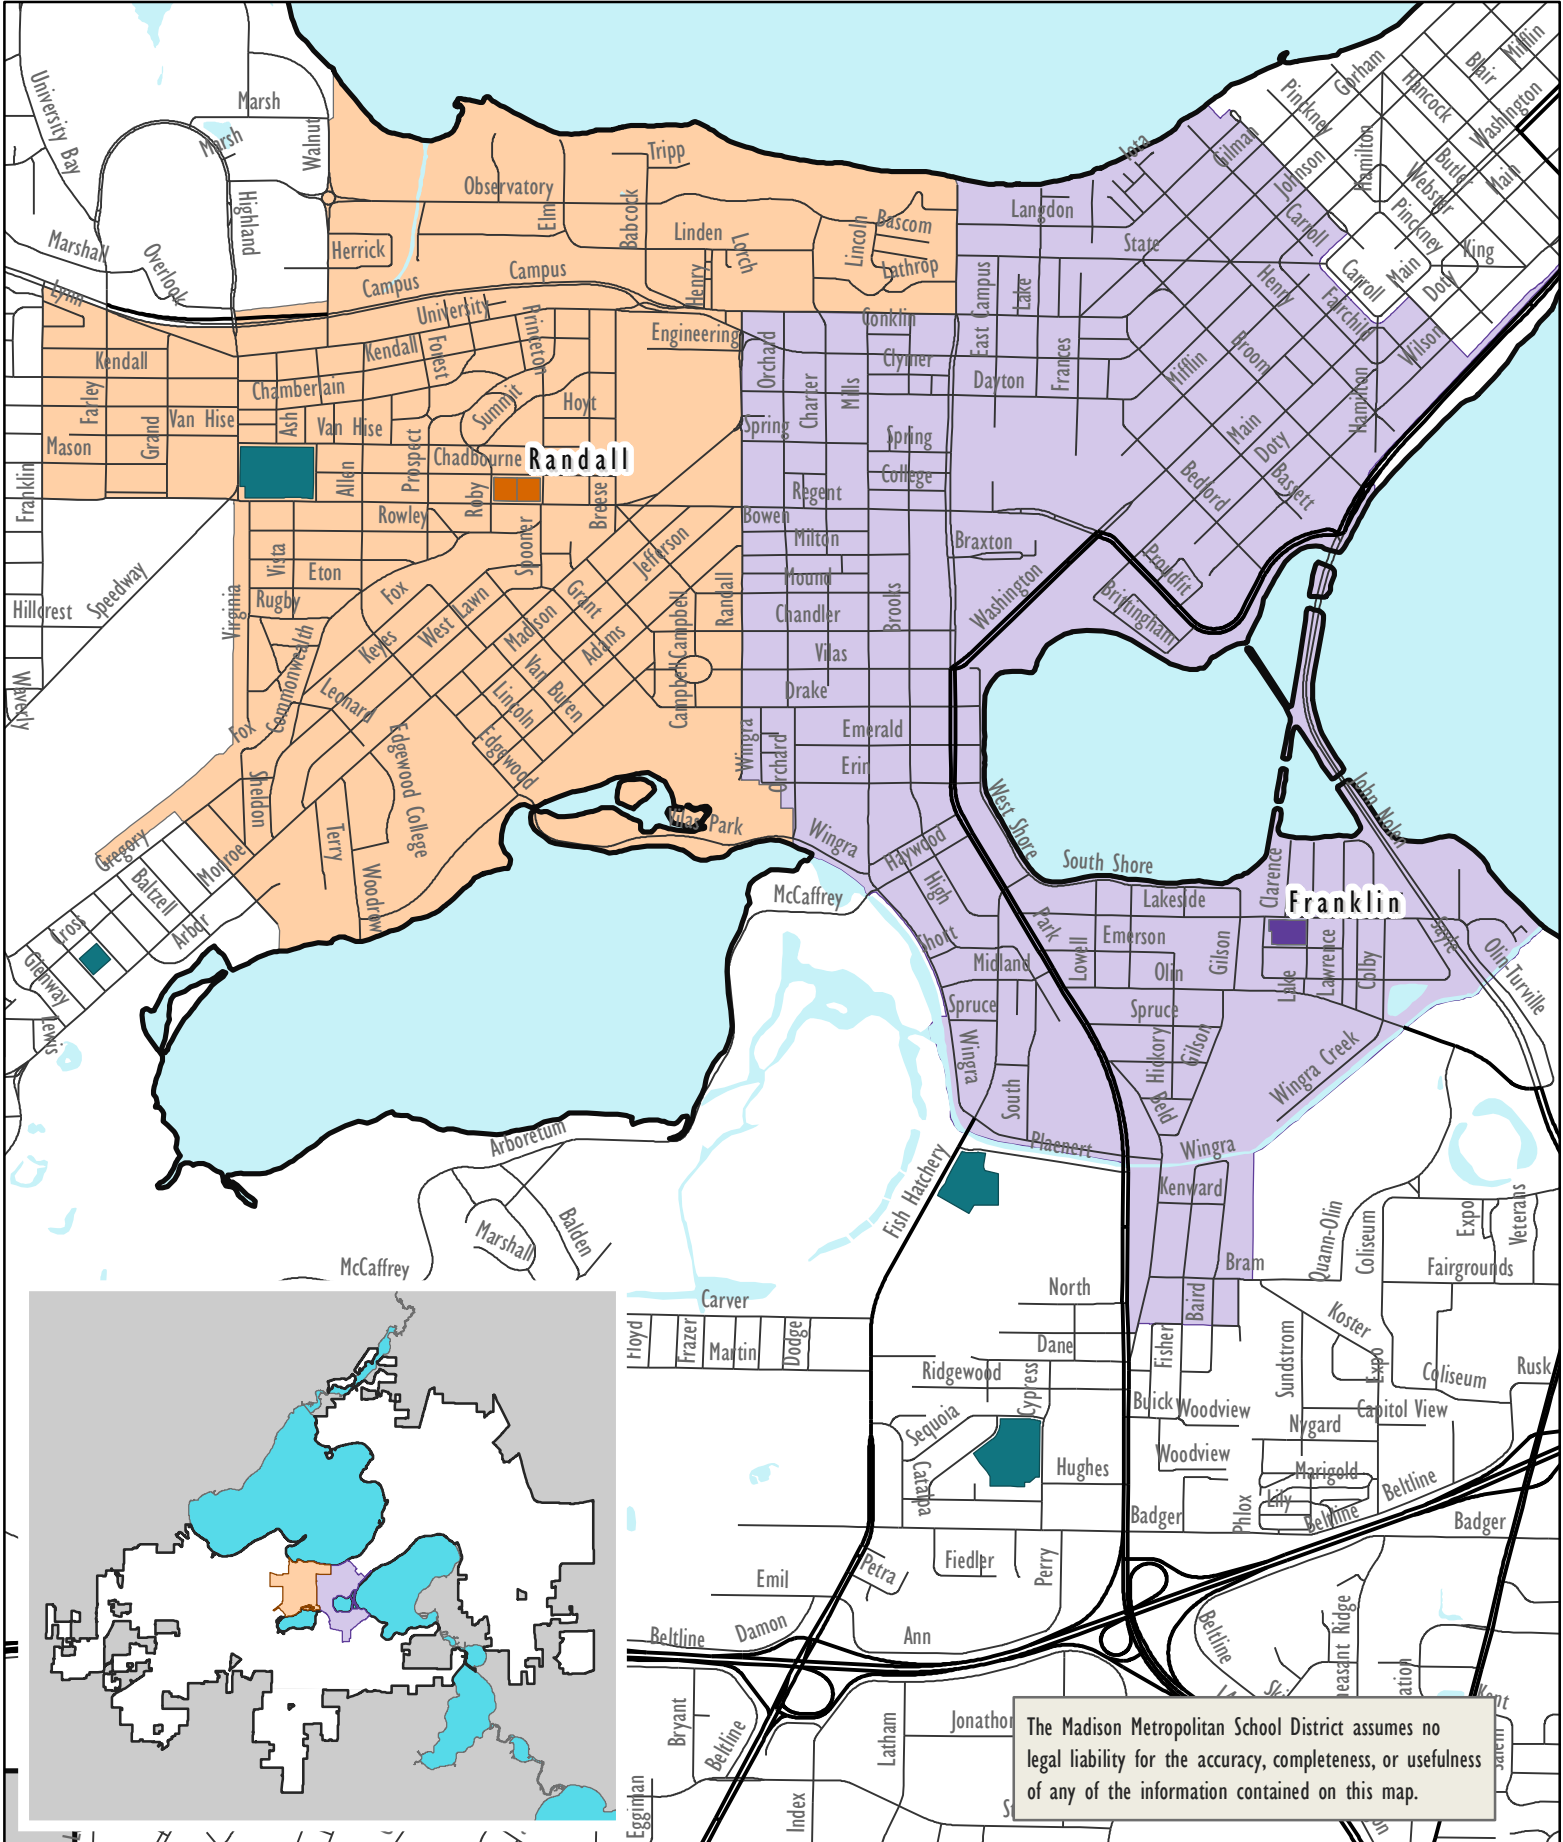 University Bay
Marsh
Marsh
Walnut
Highland
Marshall
Overlook
Lynn
Herrick
Observatory
Elm
Babcock
Tripp
Linden
Lorch
Henry
Lincoln
Bascom
Lathrop
Campus
Campus
University
Princeton
Engineering
Langdon
State
Iota
Gilman
Pinckney
Gorham
Hancock
Blair
Mifflin
Washington
Johnson
Hamilton
Butler
Webster
Main
Pinckney
Carroll
King
Carroll
Main
Doty
Henry
Fairchild
Wilson
Broom
Mifflin
Hamilton
East Campus
Lake
Frances
Conklin
Clymer
Dayton
Orchard
Charter
Mills
Spring
Spring
College
Regent
Bowen
Milton
Mound
Chandler
Brooks
Vilas
Drake
Emerald
Erin
Wingra
Orchard
Braxton
Washington
Main
Doty
Bassett
Bedford
Proudfit
Brittingham
Kendall
Kendall
Forest
Chamberlain
Farley
Grand
Van Hise
Ash
Van Hise
Summit
Hoyt
Mason
Franklin
Allen
Prospect
Chadbourne
Randall
Roby
Breese
Rowley
Spooner
Vista
Eton
Rugby
Virginia
Fox
Jefferson
Grant
Randall
Campbell
Campbell
Campbell
West Lawn
Madison
Adams
Keyes
Van Buren
Lincoln
Leonard
Commonwealth
Edgewood
Edgewood College
Fox
Sheldon
Terry
Woodrow
Speedway
Hillcrest
Waverly
Gregory
Monroe
Baltzell
Arbor
Cross
Glenway
Lewis
Vilas Park
Wingra
Haywood
High
West Shore
South Shore
John Nolen
Clarence
Lakeside
Franklin
McCaffrey
Short
Park
Lowell
Emerson
Gilson
Midland
Olin
Lake
Lawrence
Colby
Sayle
Olin-Turville
Spruce
Spruce
Wingra
Hickory
Gilson
Wingra Creek
South
Beld
Plaenert
Wingra
Fish Hatchery
Kenward
Arboretum
Marshall
Balden
McCaffrey
Bram
Baird
Quann-Olin
Coliseum
Expo
Veterans
Fairgrounds
North
Carver
Floyd
Frazer
Martin
Dodge
Dane
Fisher
Koster
Sundstrom
Expo
Coliseum
Rusk
Ridgewood
Cypress
Buick
Woodview
Capitol View
Nygard
Sequoia
Woodview
Catalpa
Hughes
Marigold
Lily
Phlox
Beltline
Beltline
Badger
Badger
Petra
Fiedler
Perry
Emil
Beltline
Damon
Ann
Beltline
Bryant
Beltline
Latham
Index
Eggiman
The Madison Metropolitan School District assumes no
legal liability for the accuracy, completeness, or usefulness
of any of the information contained on this map.